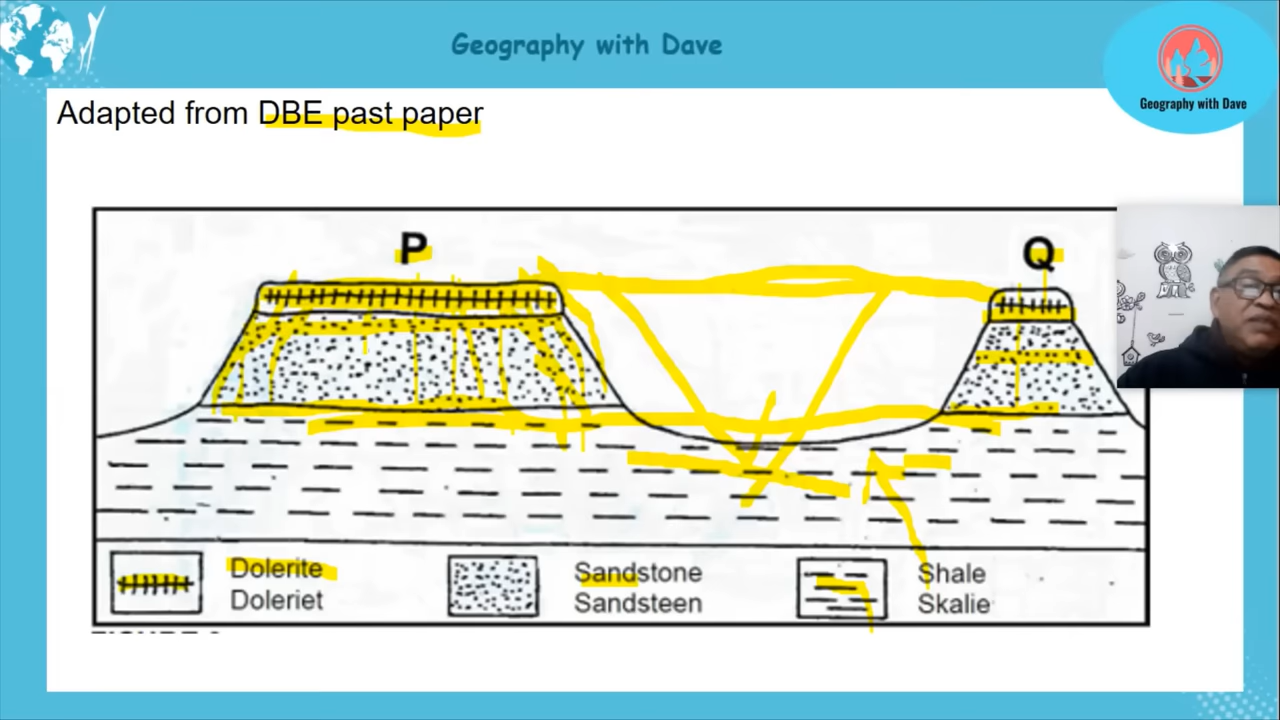 Geography with Dave
Geography with Dave
Adapted from DBE past paper
P
Q
Dolerite
Doleriet
Sandstone
Sandsteen
Shale
Skalie